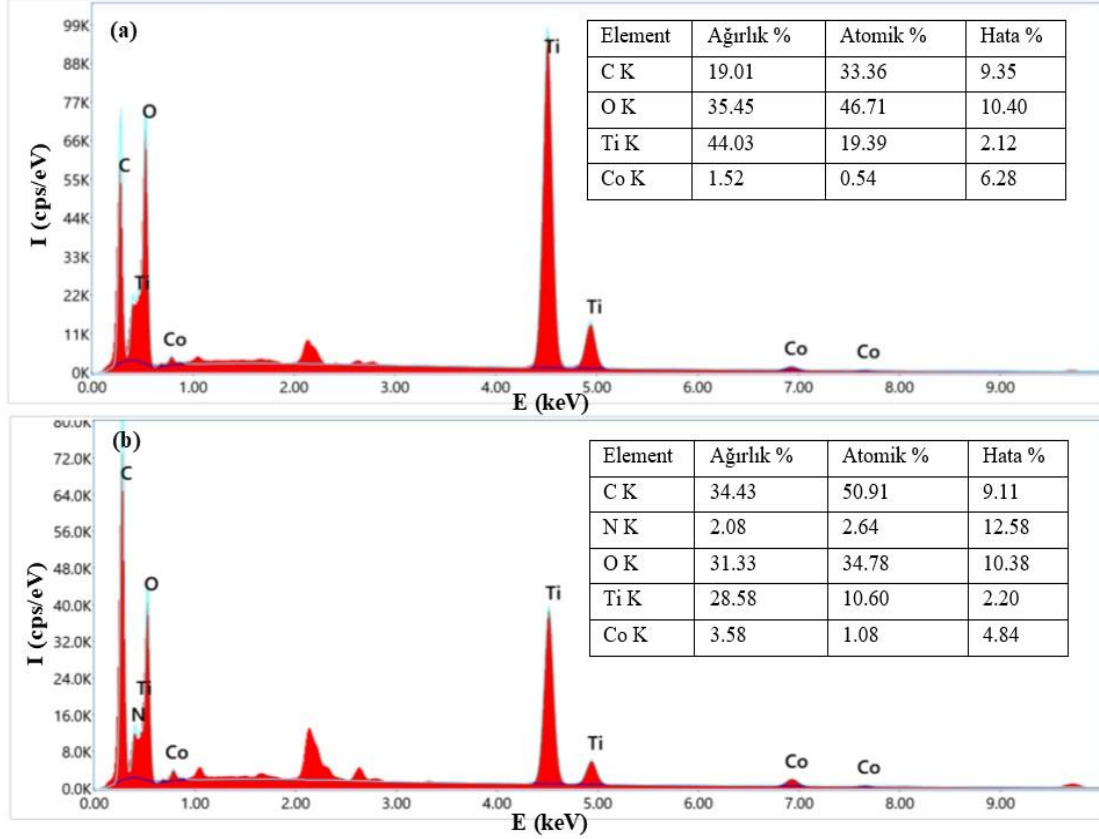 (a)
I (cps/eV)
99K
88K
77K
66K
55K
44K
33K
22K
11K
0K
C
Ti
O
Co
Ti
Ti
Co
Co
0.00 1.00 2.00 3.00 4.00 5.00 6.00 7.00 8.00 9.00
E (keV)
Element Ağırlık % Atomik % Hata %
C K 19.01 33.36 9.35
O K 35.45 46.71 10.40
Ti K 44.03 19.39 2.12
Co K 1.52 0.54 6.28
(b)
I (cps/eV)
80.0K
72.0K
64.0K
56.0K
48.0K
40.0K
32.0K
24.0K
16.0K
8.0K
0.0K
C
N
Ti
O
Co
Ti
Ti
Co
Co
0.00 1.00 2.00 3.00 4.00 5.00 6.00 7.00 8.00 9.00
E (keV)
Element Ağırlık % Atomik % Hata %
C K 34.43 50.91 9.11
N K 2.08 2.64 12.58
O K 31.33 34.78 10.38
Ti K 28.58 10.60 2.20
Co K 3.58 1.08 4.84